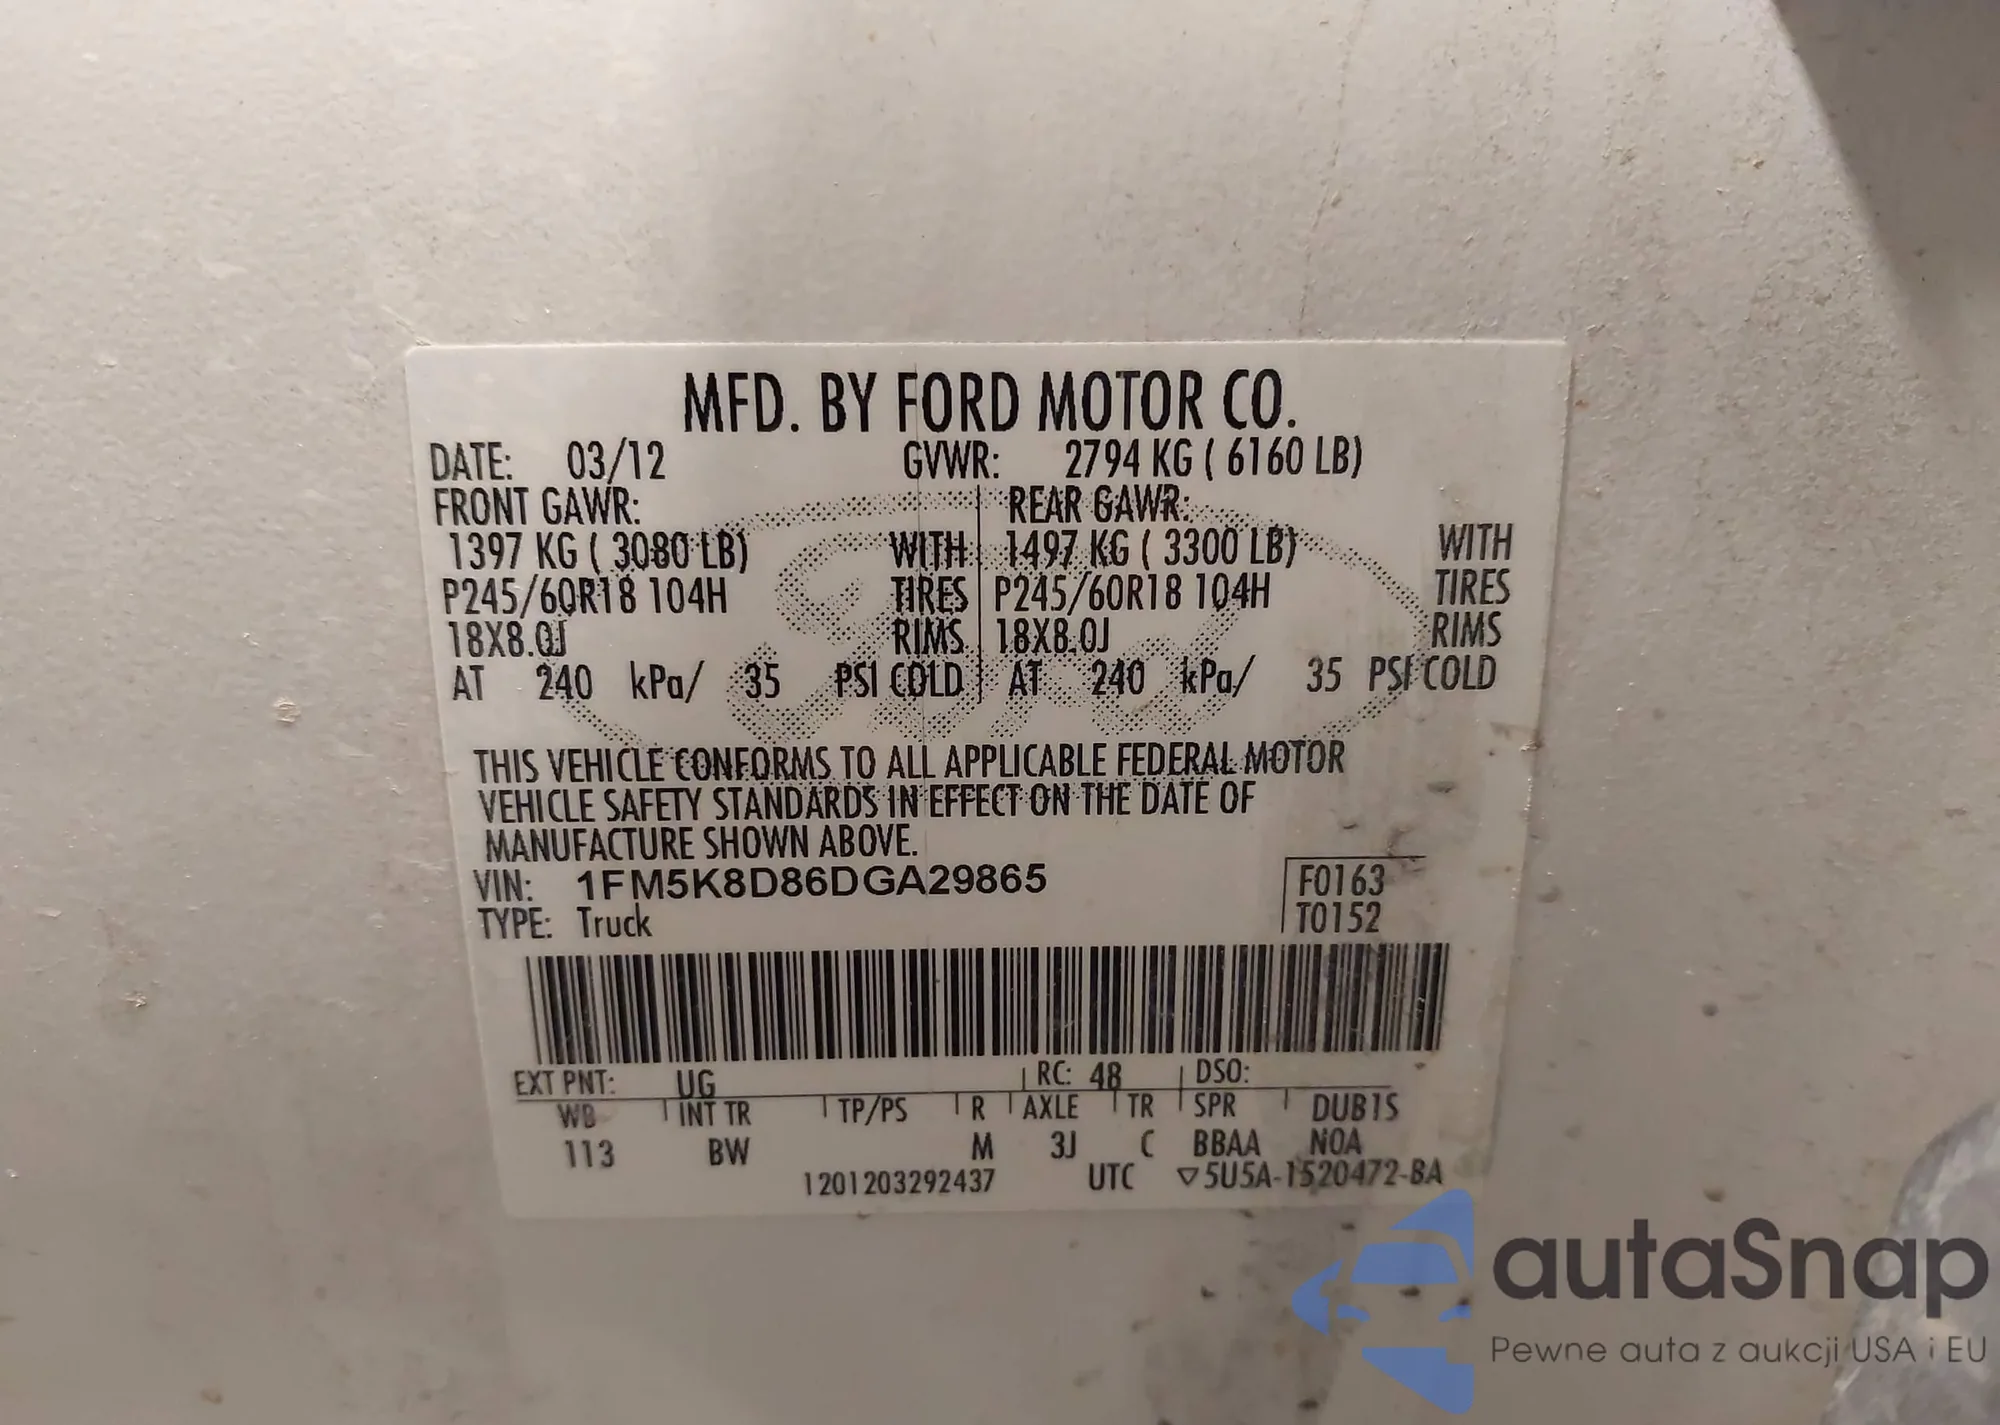 MFD. BY FORD MOTOR CO.
DATE: 03/12 GVWR: 2794 KG ( 6160 LB)
FRONT GAWR: REAR GAWR:
1397 KG ( 3080 LB) WITH 1497 KG ( 3300 LB) WITH
P245/60R18 104H TIRES P245/60R18 104H TIRES
18X8.0J RIMS 18X8.0J RIMS
AT 240 kPa/ 35 PSI COLD AT 240 kPa/ 35 PSI COLD
Ford
THIS VEHICLE CONFORMS TO ALL APPLICABLE FEDERAL MOTOR
VEHICLE SAFETY STANDARDS IN EFFECT ON THE DATE OF
MANUFACTURE SHOWN ABOVE.
VIN: 1FM5K8D86DGA29865 F0163
TYPE: Truck T0152
EXT PNT: UG RC: 48 DSO:
WB INT TR TP/PS R AXLE TR SPR DUB1S
113 BW M 3J C BBAA NOA
1201203292437 UTC ▽5U5A-1520472-BA
autaSnap
Pewne auta z aukcji USA i EU